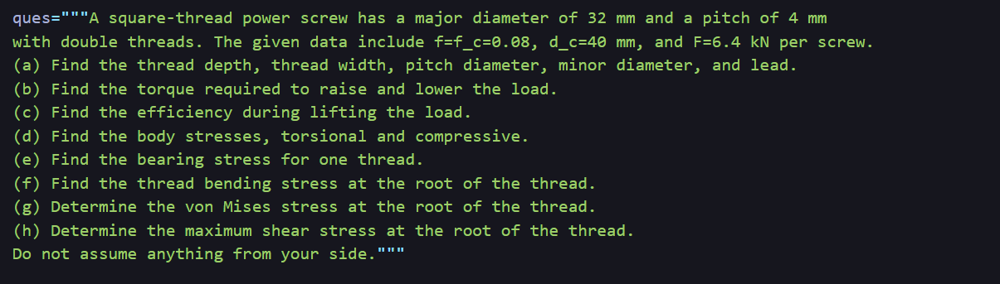 ques="""A square-thread power screw has a major diameter of 32 mm and a pitch of 4 mm
with double threads. The given data include f=f_c=0.08, d_c=40 mm, and F=6.4 kN per screw.
(a) Find the thread depth, thread width, pitch diameter, minor diameter, and lead.
(b) Find the torque required to raise and lower the load.
(c) Find the efficiency during lifting the load.
(d) Find the body stresses, torsional and compressive.
(e) Find the bearing stress for one thread.
(f) Find the thread bending stress at the root of the thread.
(g) Determine the von Mises stress at the root of the thread.
(h) Determine the maximum shear stress at the root of the thread.
Do not assume anything from your side."""